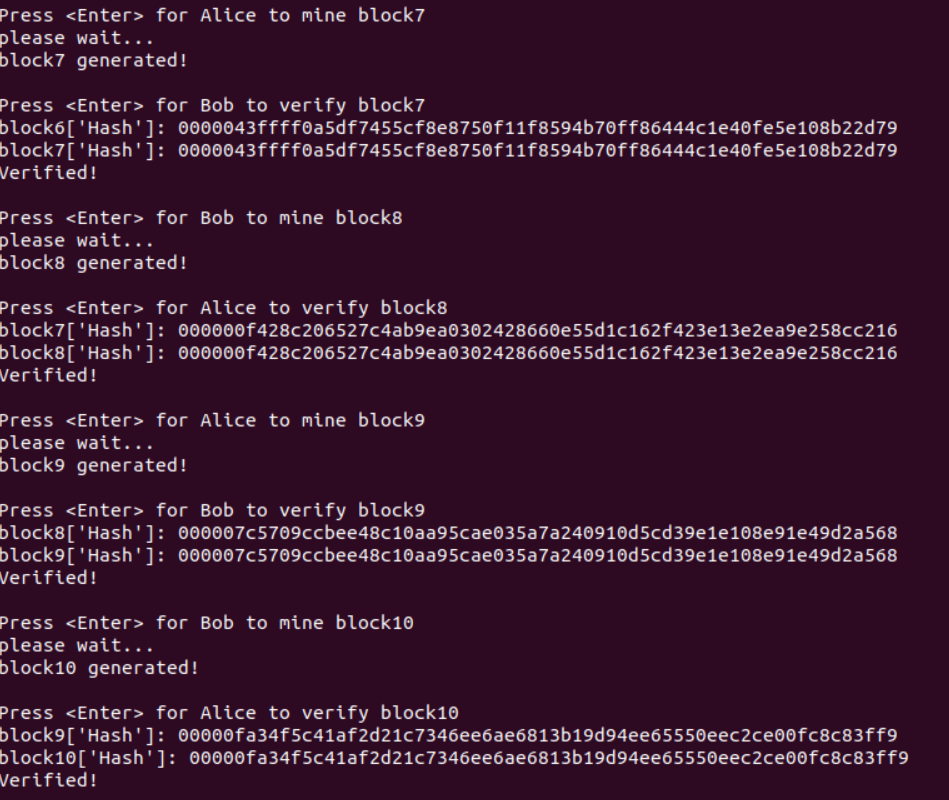 Press <Enter> for Alice to mine block7
please wait...
block7 generated!
Press <Enter> for Bob to verify block7
block6['Hash']: 0000043ffff0a5df7455cf8e8750f11f8594b70ff86444c1e40fe5e108b22d79
block7['Hash']: 0000043ffff0a5df7455cf8e8750f11f8594b70ff86444c1e40fe5e108b22d79
Verified!
Press <Enter> for Bob to mine block8
please wait...
block8 generated!
Press <Enter> for Alice to verify block8
block7['Hash']: 000000f428c206527c4ab9ea0302428660e55d1c162f423e13e2ea9e258cc216
block8['Hash']: 000000f428c206527c4ab9ea0302428660e55d1c162f423e13e2ea9e258cc216
Verified!
Press <Enter> for Alice to mine block9
please wait...
block9 generated!
Press <Enter> for Bob to verify block9
block8['Hash']: 000007c5709ccbee48c10aa95cae035a7a240910d5cd39e1e108e91e49d2a568
block9['Hash']: 000007c5709ccbee48c10aa95cae035a7a240910d5cd39e1e108e91e49d2a568
Verified!
Press <Enter> for Bob to mine block10
please wait...
block10 generated!
Press <Enter> for Alice to verify block10
block9['Hash']: 00000fa34f5c41af2d21c7346ee6ae6813b19d94ee65550eec2ce00fc8c83ff9
block10['Hash']: 00000fa34f5c41af2d21c7346ee6ae6813b19d94ee65550eec2ce00fc8c83ff9
Verified!